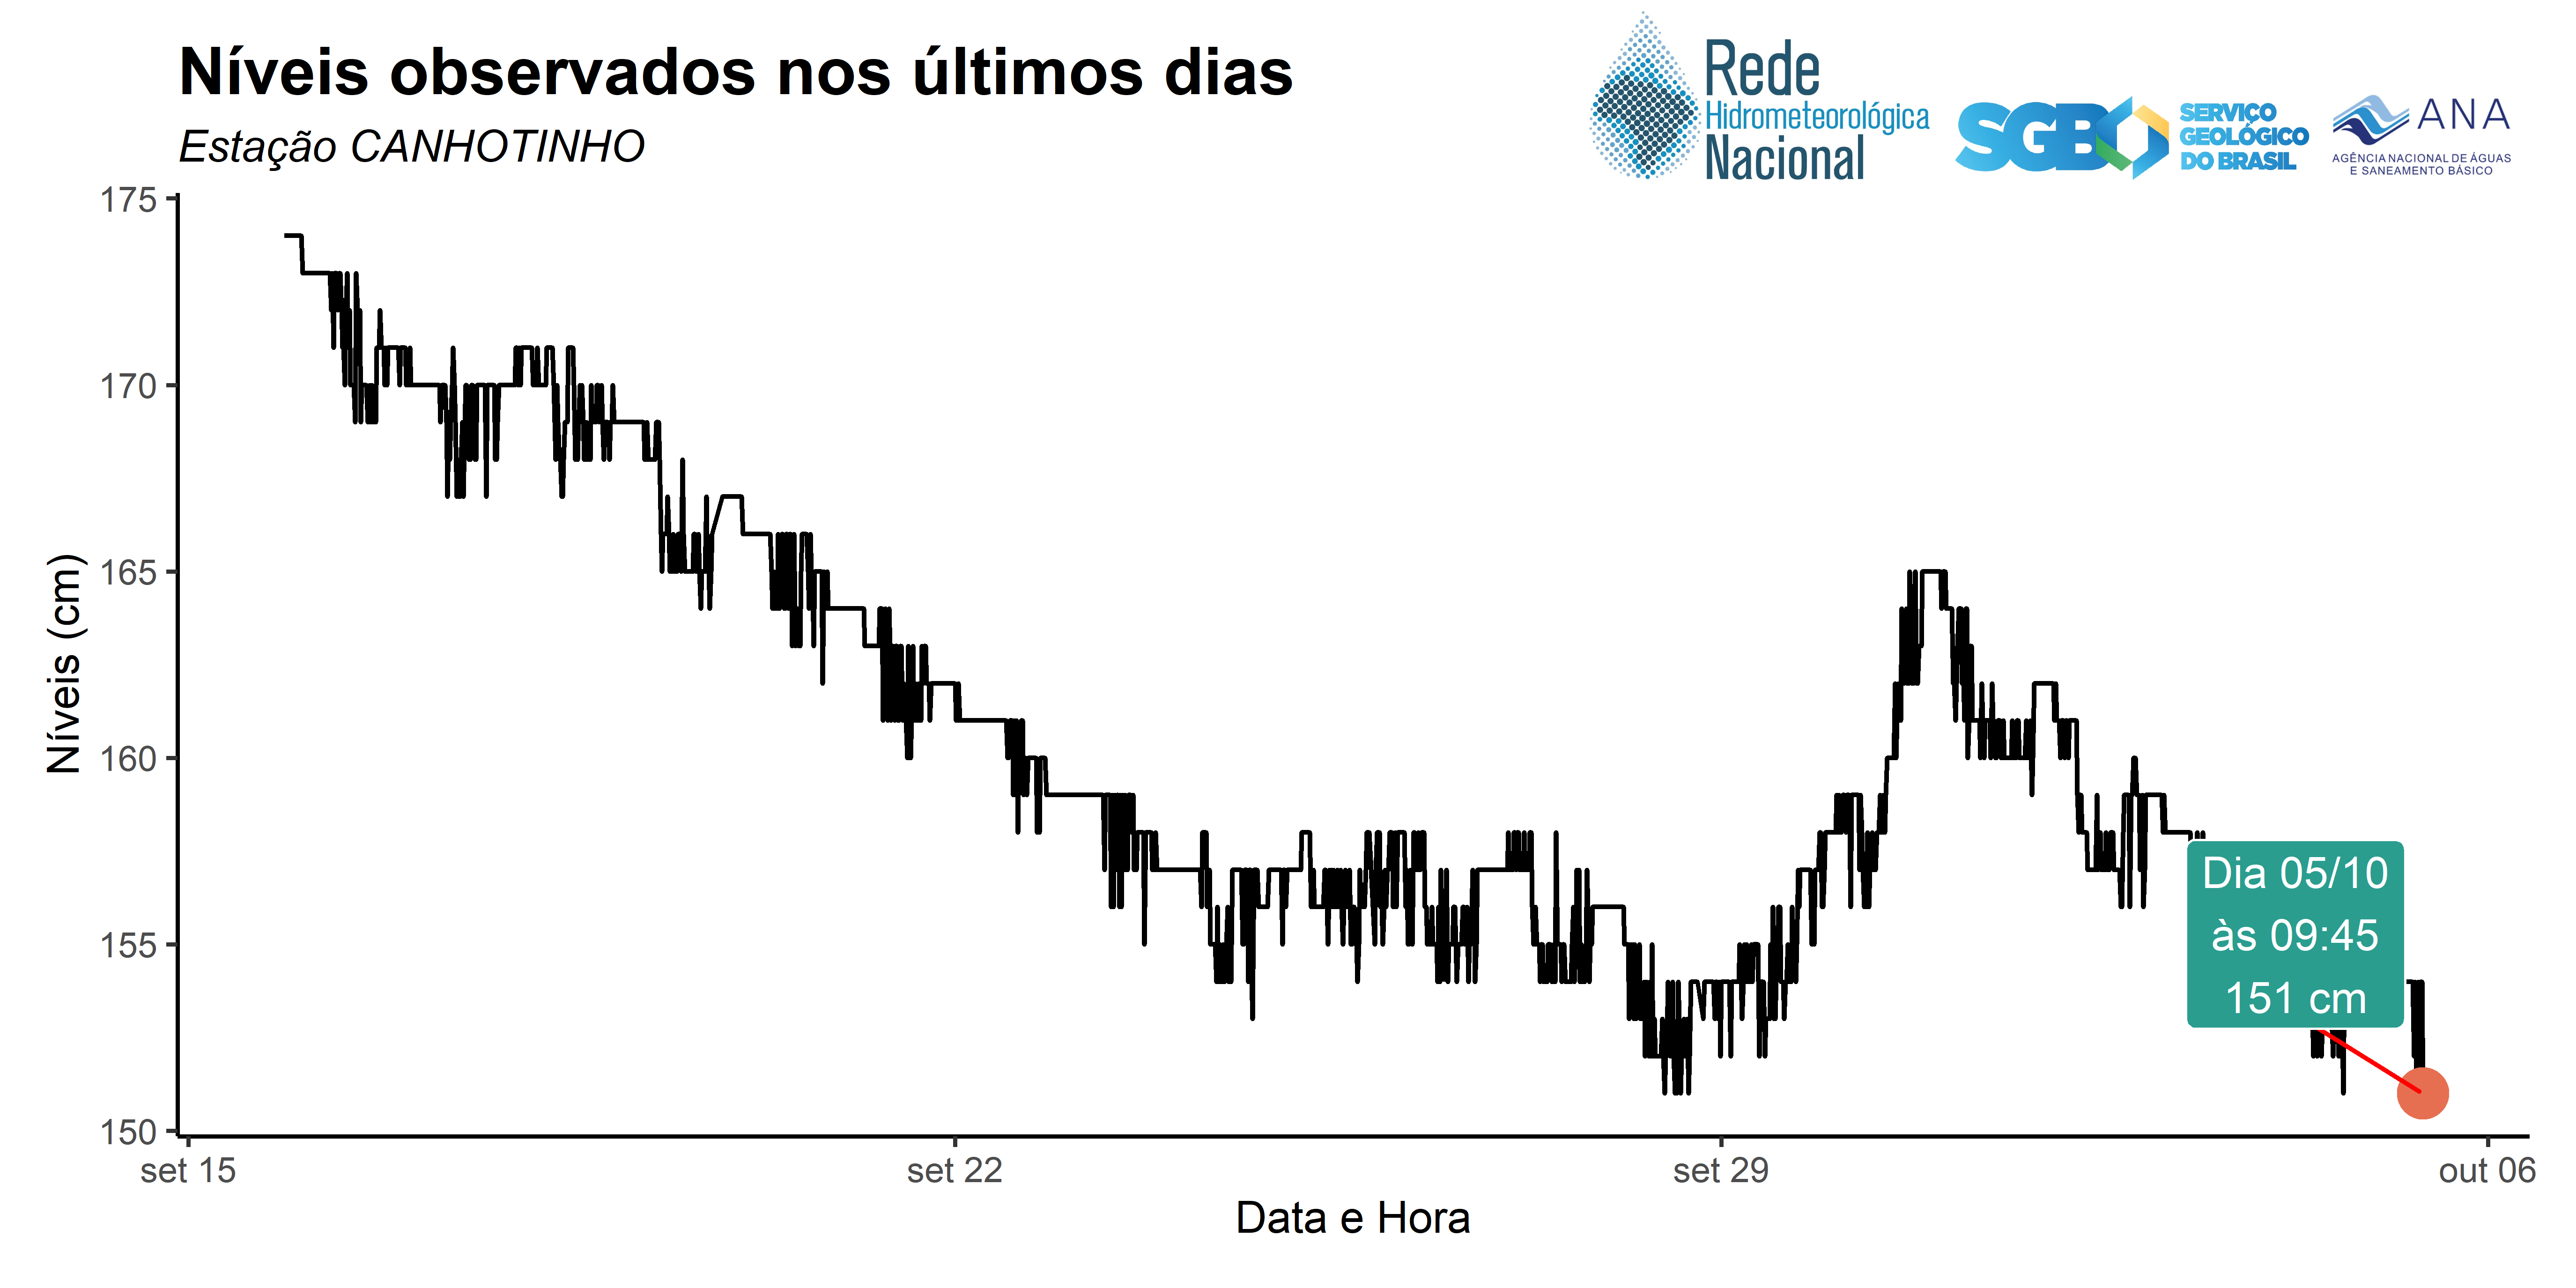 Níveis observados nos últimos dias
Estação CANHOTINHO
Rede
Hidrometeorológica
Nacional
SGB
SERVIÇO
GEOLÓGICO
DO BRASIL
ANA
AGÊNCIA NACIONAL DE ÁGUAS
E SANEAMENTO BÁSICO
Níveis (cm)
175
170
165
160
155
150
Dia 05/10
às 09:45
151 cm
set 15
set 22
set 29
out 06
Data e Hora